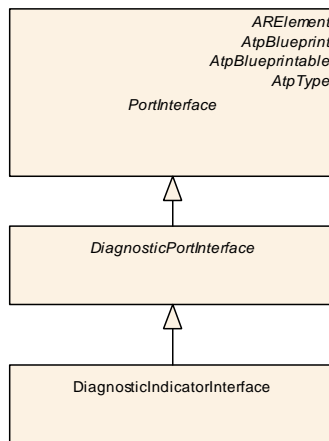 ARElement
AtpBlueprint
AtpBlueprintable
AtpType
PortInterface
DiagnosticPortInterface
DiagnosticIndicatorInterface